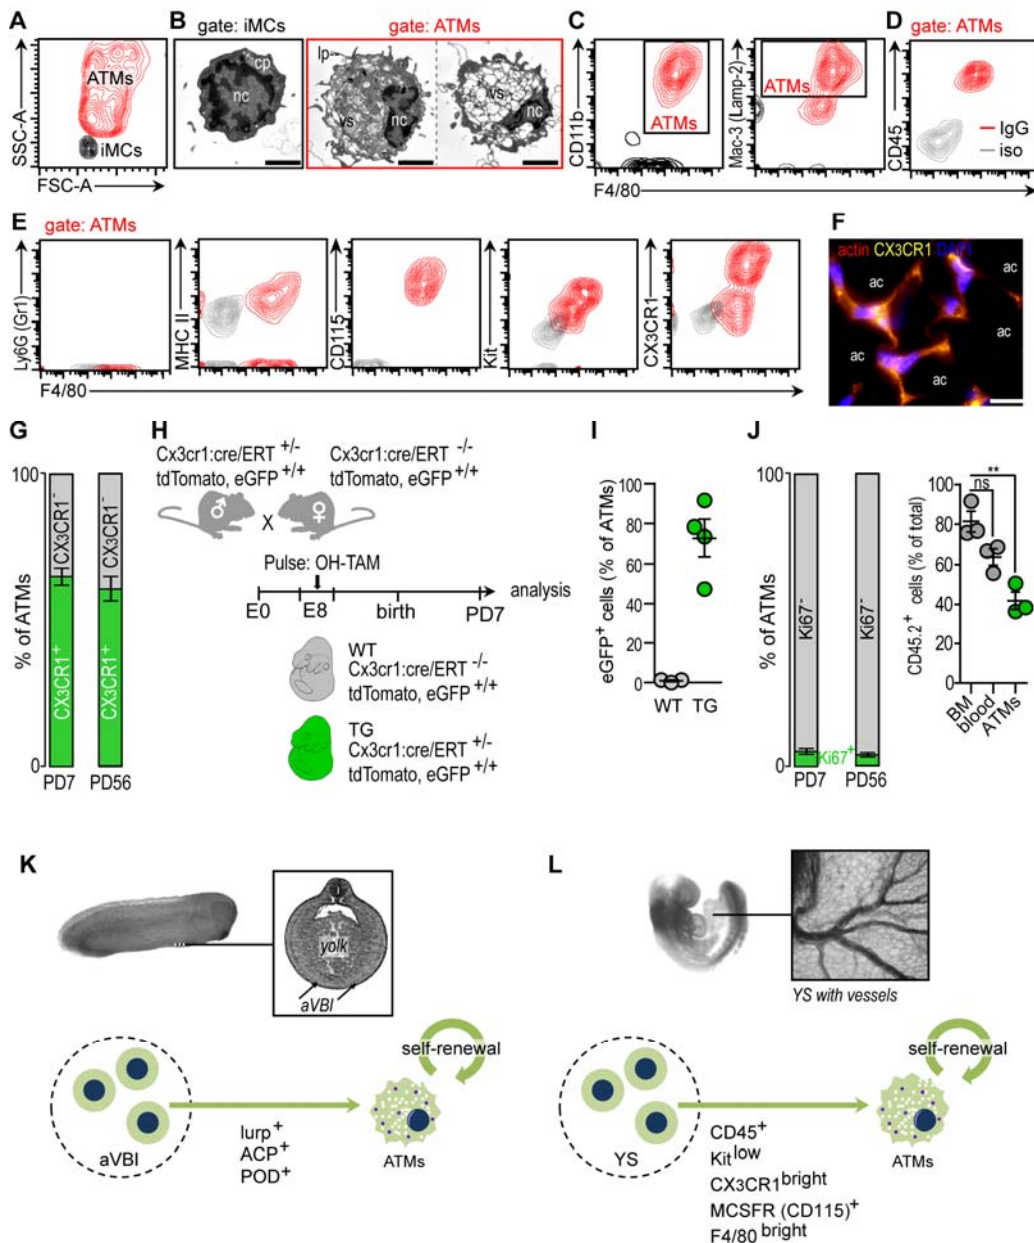 A
SSC-A
ATMs
iMCs
FSC-A
B
gate: iMCs
gate: ATMs
cp
nc
lp
vs
nc
vs
nc
C
CD11b
ATMs
Mac-3 (Lamp-2)
ATMs
F4/80
D
gate: ATMs
CD45
IgG
iso
E
gate: ATMs
Ly6G (Gr1)
MHC II
CD115
Kit
CX3CR1
F4/80
F
actin CX3CR1 DAPI
ac
ac
ac
ac
ac
G
% of ATMs
100
0
CX3CR1-
CX3CR1+
CX3CR1-
CX3CR1+
PD7
PD56
H
Cx3cr1:cre/ERT +/-
tdTomato, eGFP +/+
Cx3cr1:cre/ERT -/-
tdTomato, eGFP +/+
♂
X
♀
Pulse: OH-TAM
E0
E8
birth
PD7
analysis
WT
Cx3cr1:cre/ERT -/-
tdTomato, eGFP +/+
TG
Cx3cr1:cre/ERT +/-
tdTomato, eGFP +/+
I
eGFP+ cells (% of ATMs)
100
80
60
40
20
0
WT
TG
J
% of ATMs
100
0
Ki67-
Ki67-
Ki67+
PD7
PD56
CD45.2+ cells (% of total)
100
80
60
40
20
0
**
ns
BM
blood
ATMs
K
yolk
aVBI
self-renewal
aVBI
lurp+
ACP+
POD+
ATMs
L
YS with vessels
self-renewal
YS
CD45+
Kit low
CX3CR1 bright
MCSFR (CD115)+
F4/80 bright
ATMs